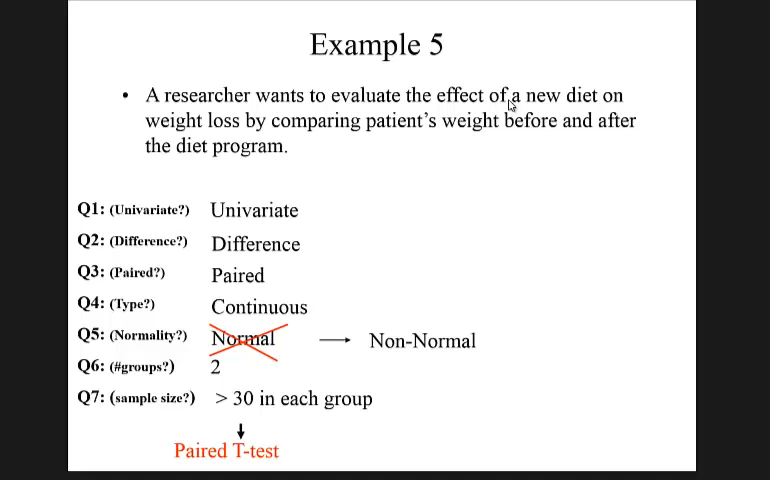 Example 5
• A researcher wants to evaluate the effect of a new diet on
weight loss by comparing patient's weight before and after
the diet program.
Q1: (Univariate?) Univariate
Q2: (Difference?) Difference
Q3: (Paired?) Paired
Q4: (Type?) Continuous
Q5: (Normality?) Normal → Non-Normal
Q6: (#groups?) 2
Q7: (sample size?) > 30 in each group
↓
Paired T-test